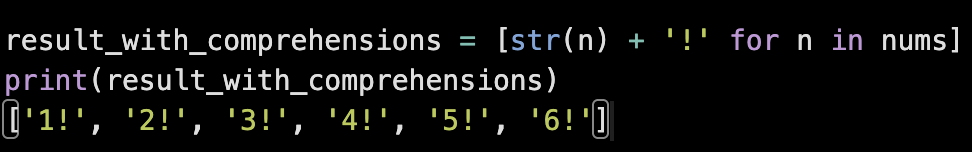 result_with_comprehensions = [str(n) + '!' for n in nums]
print(result_with_comprehensions)
['1!', '2!', '3!', '4!', '5!', '6!']